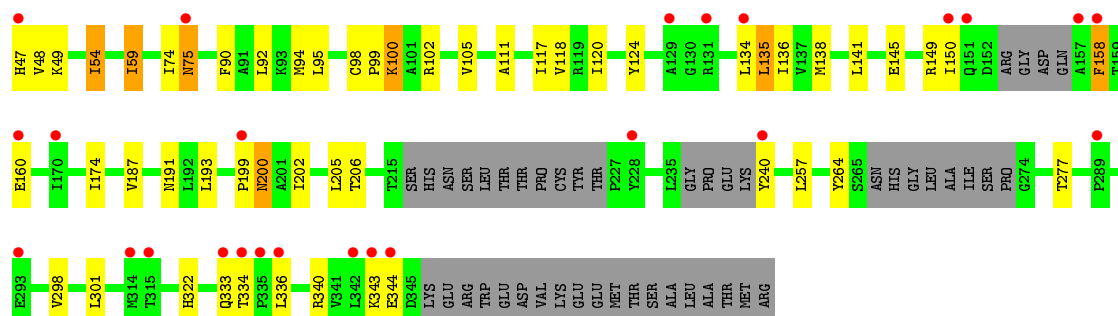 H47 V48 K49 I54 I59 I74 N75 F90 A91 L92 K93 M94 L95 C98 P99 K100 A101 R102 V105 A111 I117 V118 R119 I120 Y124 A129 G130 R131 L134 L135 I136 V137 M138 L141 E145 R149 I150 Q151 D152 ARG GLY ASP GLN A157 F158 T159
E160 I170 I174 V187 N191 L192 L193 P199 N200 A201 I202 L205 T206 T215 SER HIS ASN SER LEU THR THR PRO CYS TYR THR P227 Y228 L235 GLY PRO GLU LYS Y240 L257 Y264 S265 ASN HIS GLY LEU ALA ILE SER PRO G274 T277 P289
E293 V298 L301 M314 T315 H322 Q333 T334 P335 L336 R340 V341 L342 K343 E344 D345 LYS GLU ARG TRP GLU ASP VAL LYS GLU GLU MET THR SER ALA LEU ALA THR MET ARG